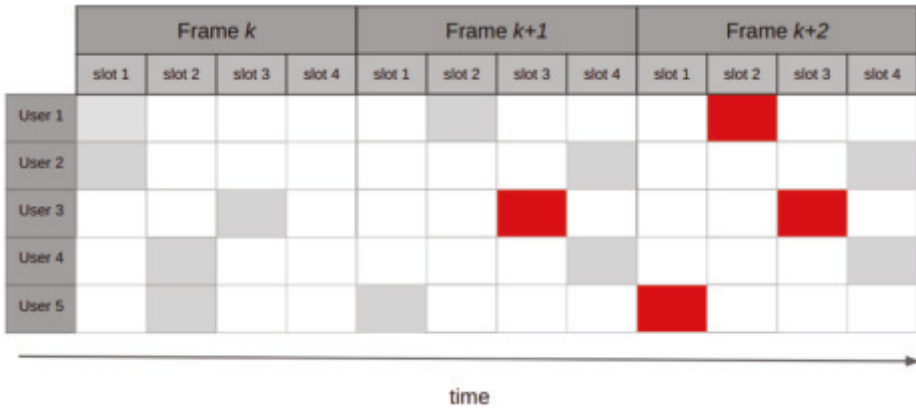 Frame k Frame k+1 Frame k+2
slot 1 slot 2 slot 3 slot 4 slot 1 slot 2 slot 3 slot 4 slot 1 slot 2 slot 3 slot 4
User 1
User 2
User 3
User 4
User 5
time